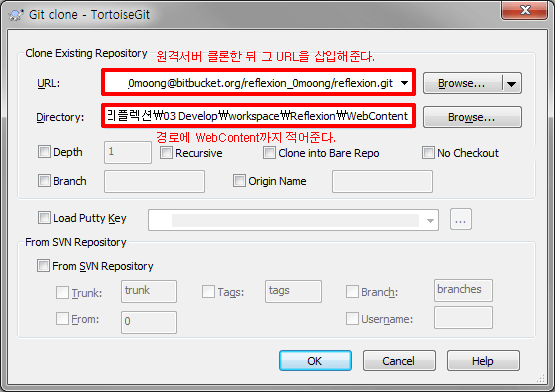 Git clone - TortoiseGit
Clone Existing Repository
원격서버 클론한 뒤 그 URL을 삽입해준다.
URL:
0moong@bitbucket.org/reflexion_0moong/reflexion.git
Browse...
Directory:
리플렉션₩03 Develop₩workspace₩Reflexion₩WebContent
Browse...
경로에 WebContent까지 적어준다.
Depth
1
Recursive
Clone into Bare Repo
No Checkout
Branch
Origin Name
Load Putty Key
...
From SVN Repository
From SVN Repository
Trunk:
trunk
Tags:
tags
Branch:
branches
From:
0
Username:
OK
Cancel
Help